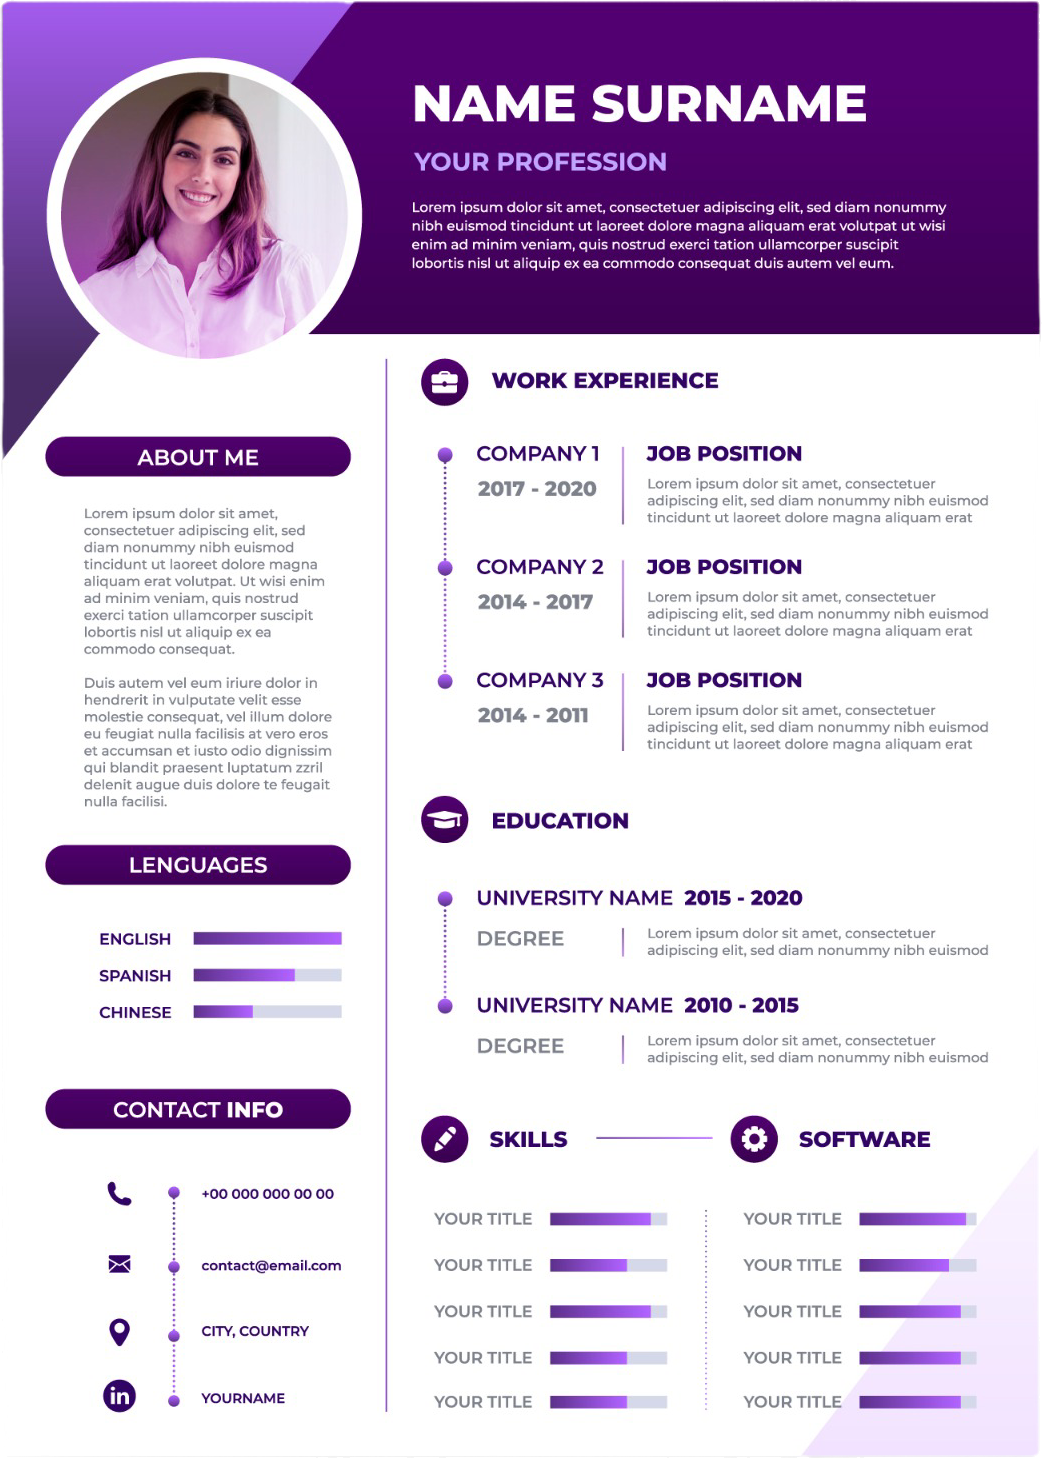 NAME SURNAME
YOUR PROFESSION
Lorem ipsum dolor sit amet, consectetuer adipiscing elit, sed diam nonummy
nibh euismod tincidunt ut laoreet dolore magna aliquam erat volutpat ut wisi
enim ad minim veniam, quis nostrud exerci tation ullamcorper suscipit
lobortis nisl ut aliquip ex ea commodo consequat duis autem vel eum.
ABOUT ME
Lorem ipsum dolor sit amet,
consectetuer adipiscing elit, sed
diam nonummy nibh euismod
tincidunt ut laoreet dolore magna
aliquam erat volutpat. Ut wisi enim
ad minim veniam, quis nostrud
exerci tation ullamcorper suscipit
lobortis nisl ut aliquip ex ea
commodo consequat.
Duis autem vel eum iriure dolor in
hendrerit in vulputate velit esse
molestie consequat, vel illum dolore
eu feugiat nulla facilisis at vero eros
et accumsan et iusto odio dignissim
qui blandit praesent luptatum zzril
delenit augue duis dolore te feugait
nulla facilisi.
LENGUAGES
ENGLISH
SPANISH
CHINESE
CONTACT INFO
+00 000 000 00 00
contact@email.com
CITY, COUNTRY
in
YOURNAME
WORK EXPERIENCE
COMPANY 1
2017 - 2020
JOB POSITION
Lorem ipsum dolor sit amet, consectetuer
adipiscing elit, sed diam nonummy nibh euismod
tincidunt ut laoreet dolore magna aliquam erat
COMPANY 2
2014 - 2017
JOB POSITION
Lorem ipsum dolor sit amet, consectetuer
adipiscing elit, sed diam nonummy nibh euismod
tincidunt ut laoreet dolore magna aliquam erat
COMPANY 3
2014 - 2011
JOB POSITION
Lorem ipsum dolor sit amet, consectetuer
adipiscing elit, sed diam nonummy nibh euismod
tincidunt ut laoreet dolore magna aliquam erat
EDUCATION
UNIVERSITY NAME 2015 - 2020
DEGREE
Lorem ipsum dolor sit amet, consectetuer
adipiscing elit, sed diam nonummy nibh euismod
UNIVERSITY NAME 2010 - 2015
DEGREE
Lorem ipsum dolor sit amet, consectetuer
adipiscing elit, sed diam nonummy nibh euismod
SKILLS
YOUR TITLE
YOUR TITLE
YOUR TITLE
YOUR TITLE
YOUR TITLE
SOFTWARE
YOUR TITLE
YOUR TITLE
YOUR TITLE
YOUR TITLE
YOUR TITLE